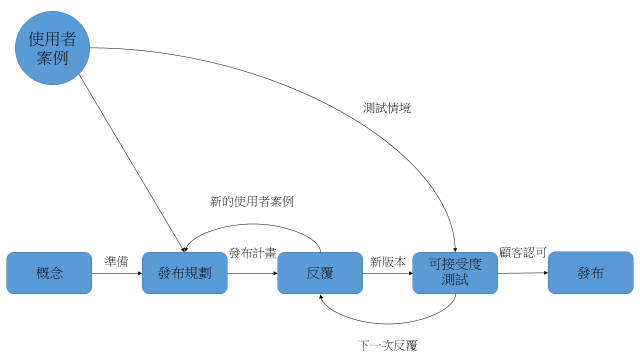 使用者
案例
測試情境
新的使用者案例
概念
準備
發布規劃
發布計畫
反覆
新版本
可接受度
測試
顧客認可
發布
下一次反覆